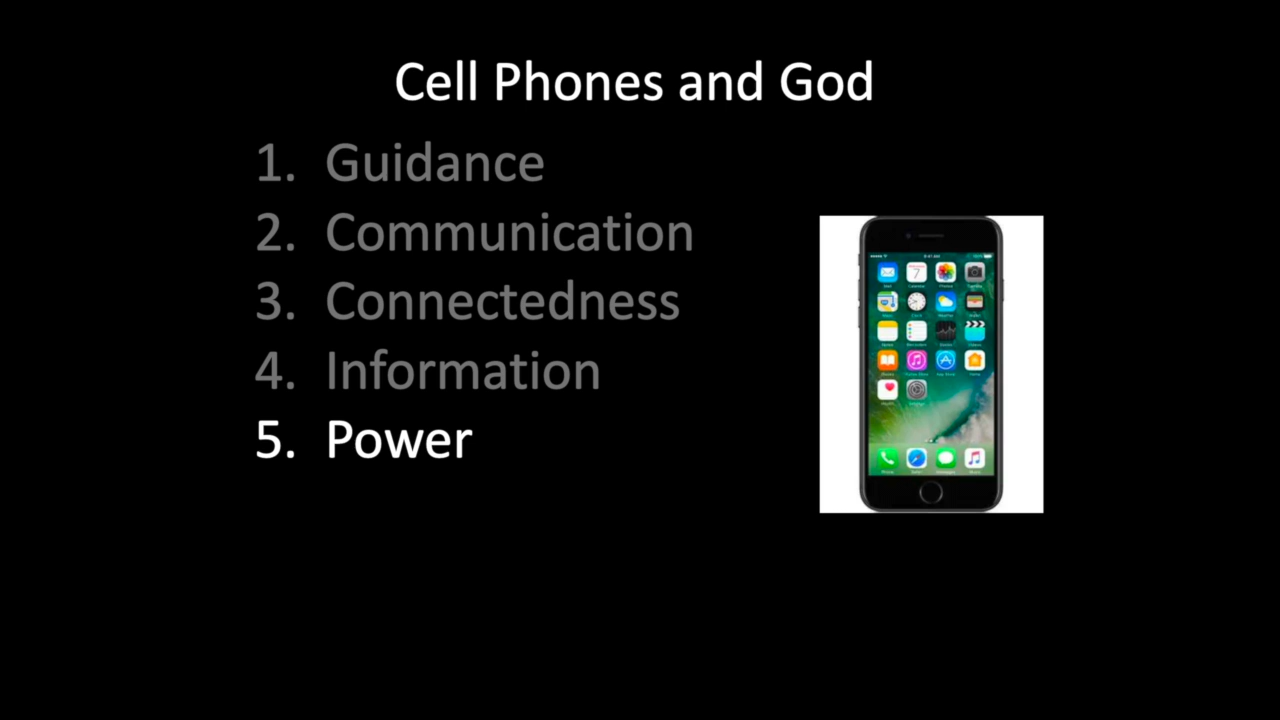 Cell Phones and God
1. Guidance
2. Communication
3. Connectedness
4. Information
5. Power